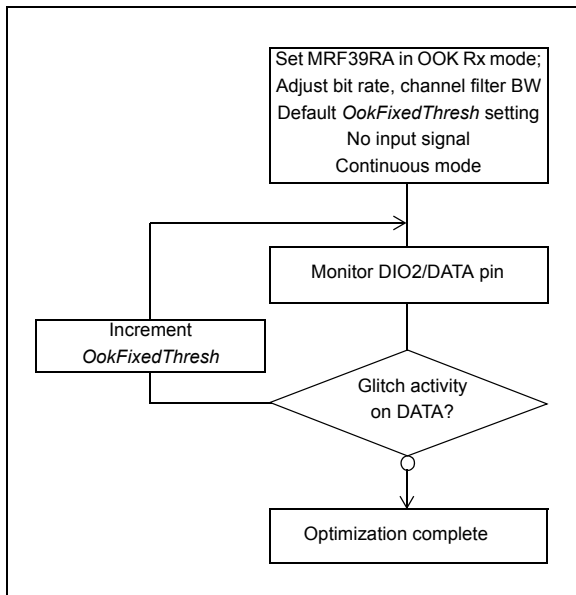 Set MRF39RA in OOK Rx mode;
Adjust bit rate, channel filter BW
Default OokFixedThresh setting
No input signal
Continuous mode
Monitor DIO2/DATA pin
Increment
OokFixedThresh
Glitch activity
on DATA?
Optimization complete